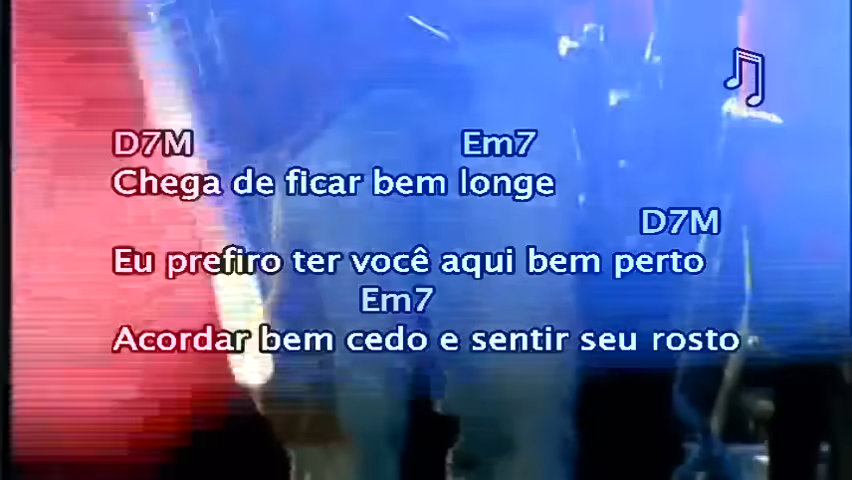 D7M Em7
Chega de ficar bem longe
D7M
Eu prefiro ter você aqui bem perto
Em7
Acordar bem cedo e sentir seu rosto